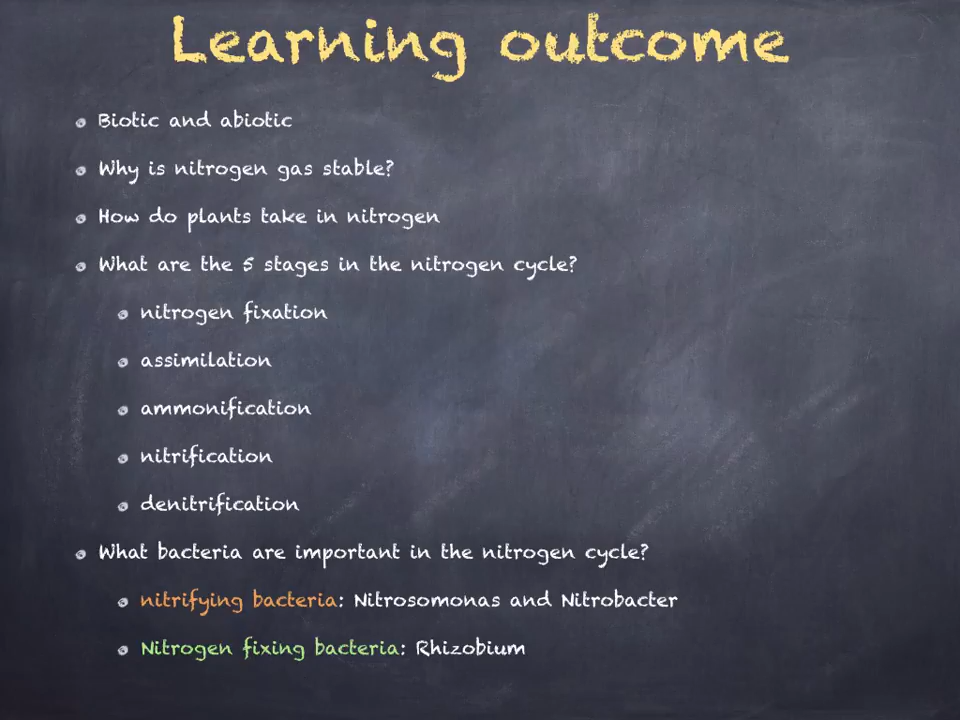 Learning outcome
Biotic and abiotic
Why is nitrogen gas stable?
How do plants take in nitrogen
What are the 5 stages in the nitrogen cycle?
nitrogen fixation
assimilation
ammonification
nitrification
denitrification
What bacteria are important in the nitrogen cycle?
nitrifying bacteria: Nitrosomonas and Nitrobacter
Nitrogen fixing bacteria: Rhizobium